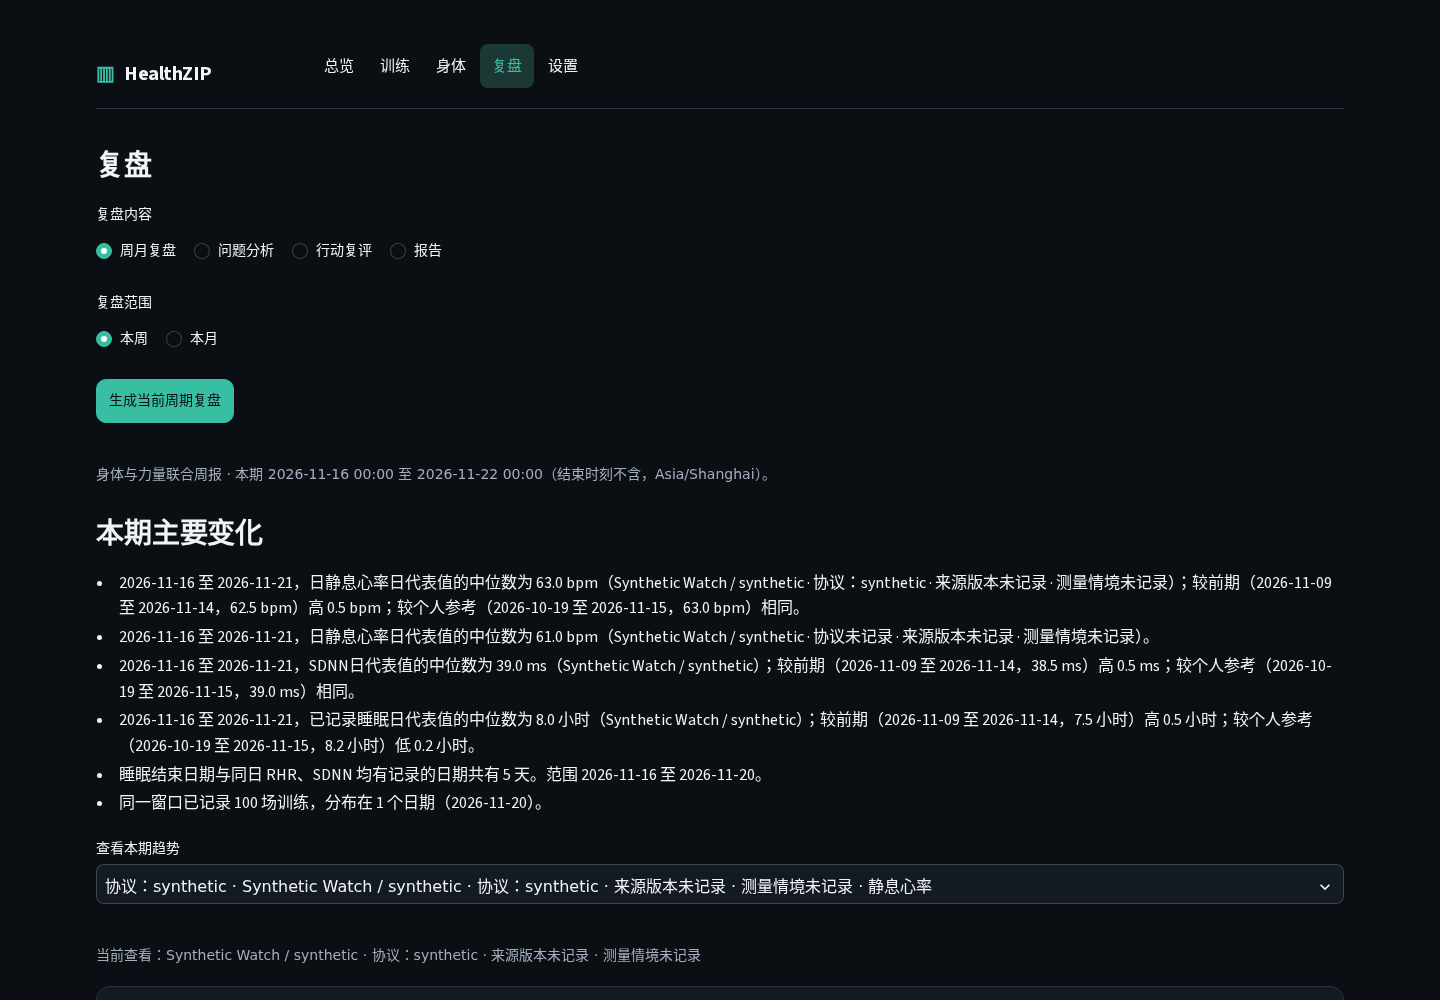 HealthZIP
总览 训练 身体 复盘 设置
复盘
复盘内容
周月复盘 问题分析 行动复评 报告
复盘范围
本周 本月
生成当前周期复盘
身体与力量联合周报 · 本期 2026-11-16 00:00 至 2026-11-22 00:00（结束时刻不含，Asia/Shanghai）。
本期主要变化
• 2026-11-16 至 2026-11-21，日静息心率日代表值的中位数为 63.0 bpm（Synthetic Watch / synthetic · 协议：synthetic · 来源版本未记录 · 测量情境未记录）；较前期（2026-11-09
至 2026-11-14，62.5 bpm）高 0.5 bpm；较个人参考（2026-10-19 至 2026-11-15，63.0 bpm）相同。
• 2026-11-16 至 2026-11-21，日静息心率日代表值的中位数为 61.0 bpm（Synthetic Watch / synthetic · 协议未记录 · 来源版本未记录 · 测量情境未记录）。
• 2026-11-16 至 2026-11-21，SDNN日代表值的中位数为 39.0 ms（Synthetic Watch / synthetic）；较前期（2026-11-09 至 2026-11-14，38.5 ms）高 0.5 ms；较个人参考（2026-10-
19 至 2026-11-15，39.0 ms）相同。
• 2026-11-16 至 2026-11-21，已记录睡眠日代表值的中位数为 8.0 小时（Synthetic Watch / synthetic）；较前期（2026-11-09 至 2026-11-14，7.5 小时）高 0.5 小时；较个人参考
（2026-10-19 至 2026-11-15，8.2 小时）低 0.2 小时。
• 睡眠结束日期与同日 RHR、SDNN 均有记录的日期共有 5 天。范围 2026-11-16 至 2026-11-20。
• 同一窗口已记录 100 场训练，分布在 1 个日期（2026-11-20）。
查看本期趋势
协议：synthetic · Synthetic Watch / synthetic · 协议：synthetic · 来源版本未记录 · 测量情境未记录 · 静息心率
当前查看：Synthetic Watch / synthetic · 协议：synthetic · 来源版本未记录 · 测量情境未记录